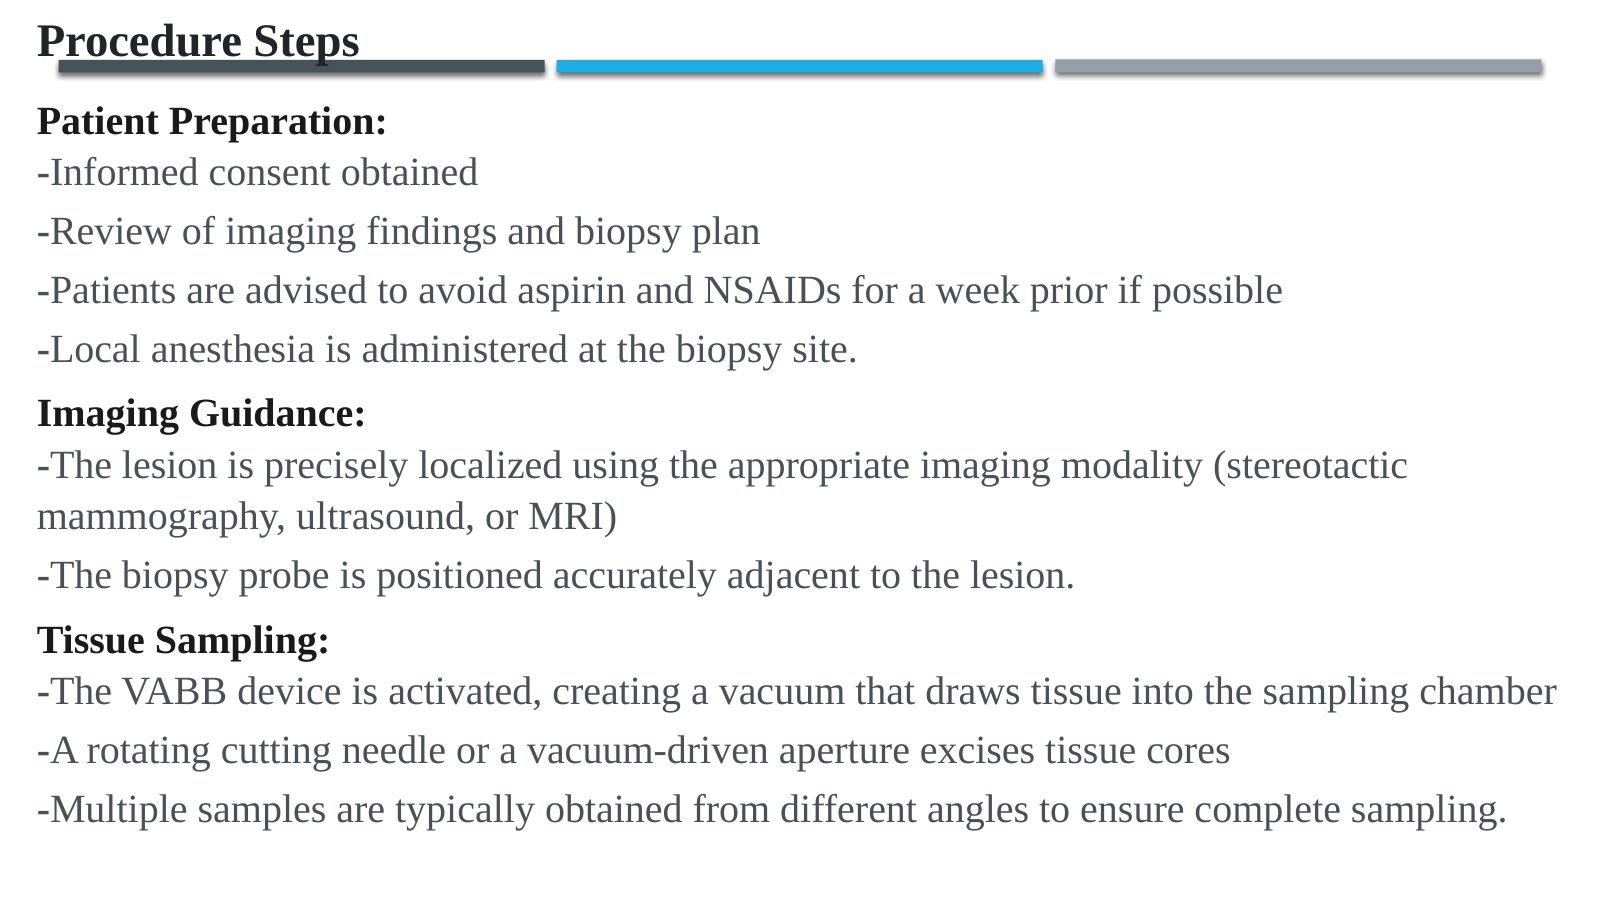 Procedure Steps
Patient Preparation:
-Informed consent obtained
-Review of imaging findings and biopsy plan
-Patients are advised to avoid aspirin and NSAIDs for a week prior if possible
-Local anesthesia is administered at the biopsy site.
Imaging Guidance:
-The lesion is precisely localized using the appropriate imaging modality (stereotactic
mammography, ultrasound, or MRI)
-The biopsy probe is positioned accurately adjacent to the lesion.
Tissue Sampling:
-The VABB device is activated, creating a vacuum that draws tissue into the sampling chamber
-A rotating cutting needle or a vacuum-driven aperture excises tissue cores
-Multiple samples are typically obtained from different angles to ensure complete sampling.